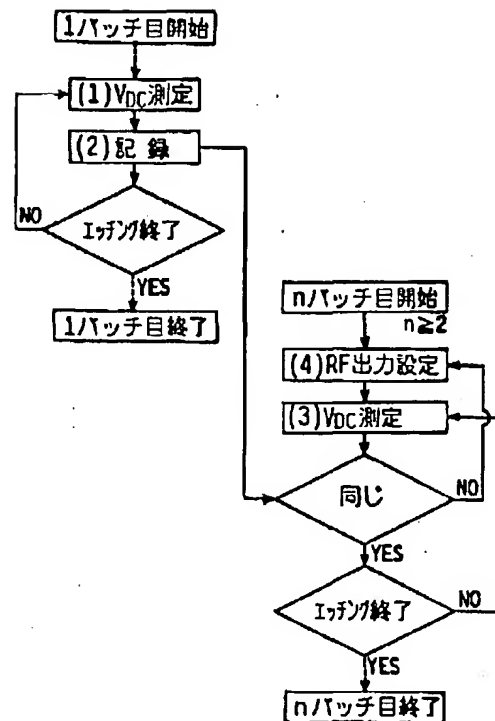 1バッチ目開始
(1)VDC測定
(2)記録
NO
エッチング終了
YES
1バッチ目終了
nバッチ目開始
n≧2
(4)RF出力設定
(3)VDC測定
同じ
NO
YES
エッチング終了
NO
YES
nバッチ目終了